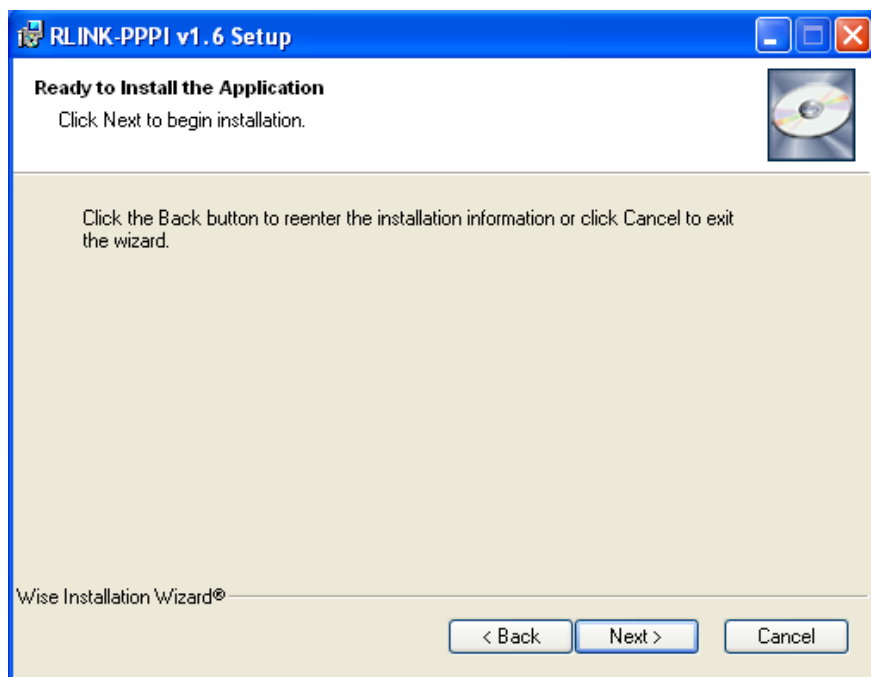 RLINK-PPPI v1.6 Setup
Ready to Install the Application
Click Next to begin installation.
Click the Back button to reenter the installation information or click Cancel to exit
the wizard.
Wise Installation Wizard®
< Back Next > Cancel